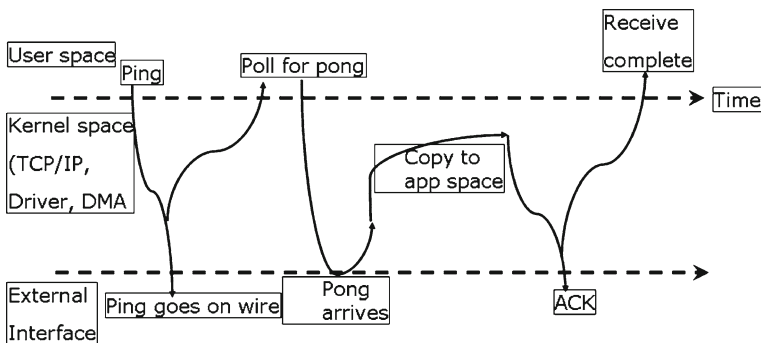 User space
Ping
Poll for pong
Receive
complete
Time
Kernel space
(TCP/IP,
Driver, DMA
Copy to
app space
External
Interface
Ping goes on wire
Pong
arrives
ACK